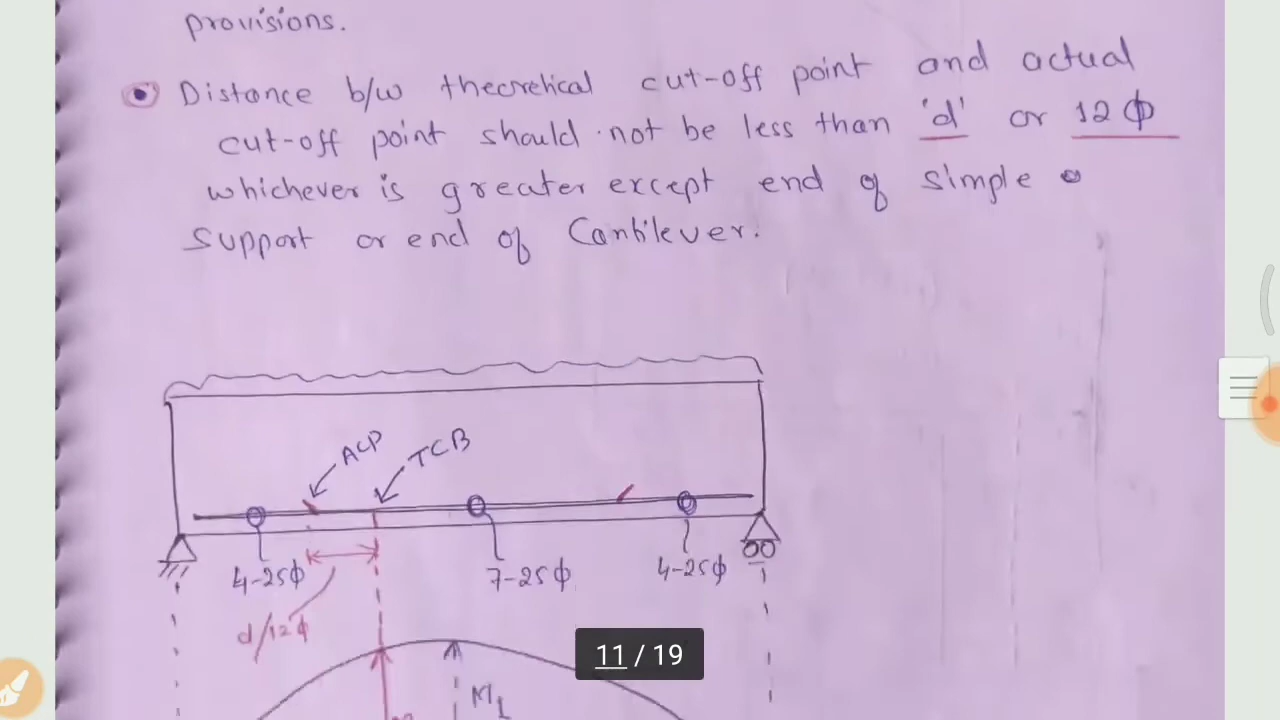 provisions.
Distance b/w theoretical cut-off point and actual
cut-off point should not be less than 'd' or 12 ϕ
whichever is greater except end of simple
support or end of Cantilever.
ACP
TCB
4-25ϕ
7-25ϕ
4-25ϕ
d/12ϕ
M1
11 / 19